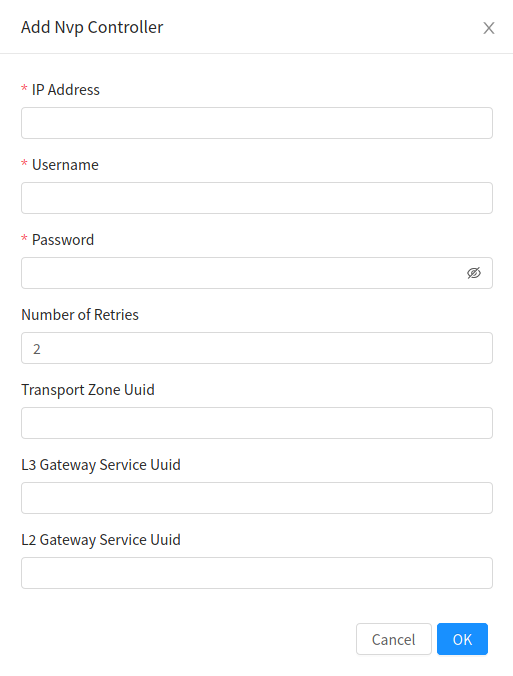 Add Nvp Controller
* IP Address
* Username
* Password
Number of Retries
2
Transport Zone Uuid
L3 Gateway Service Uuid
L2 Gateway Service Uuid
Cancel OK